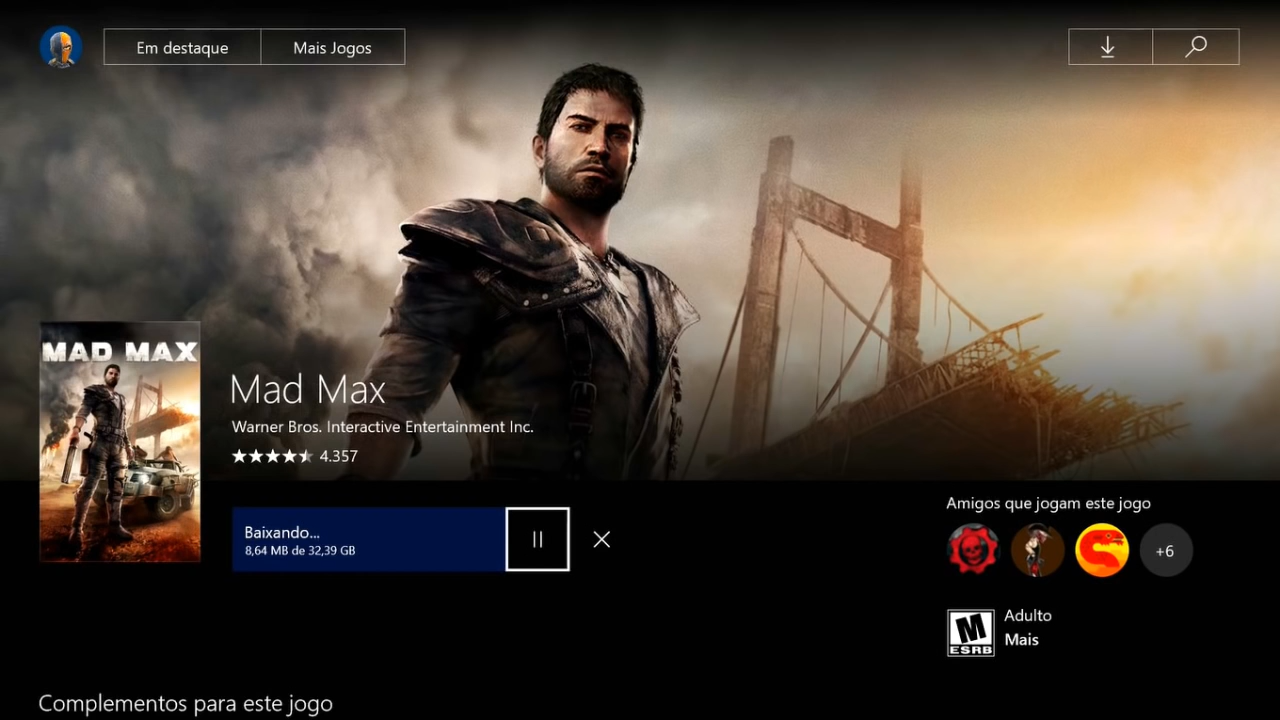 Em destaque
Mais Jogos
MAD MAX
Mad Max
Warner Bros. Interactive Entertainment Inc.
4.357
Baixando...
8,64 MB de 32,39 GB
Amigos que jogam este jogo
+6
M
ESRB
Adulto
Mais
Complementos para este jogo